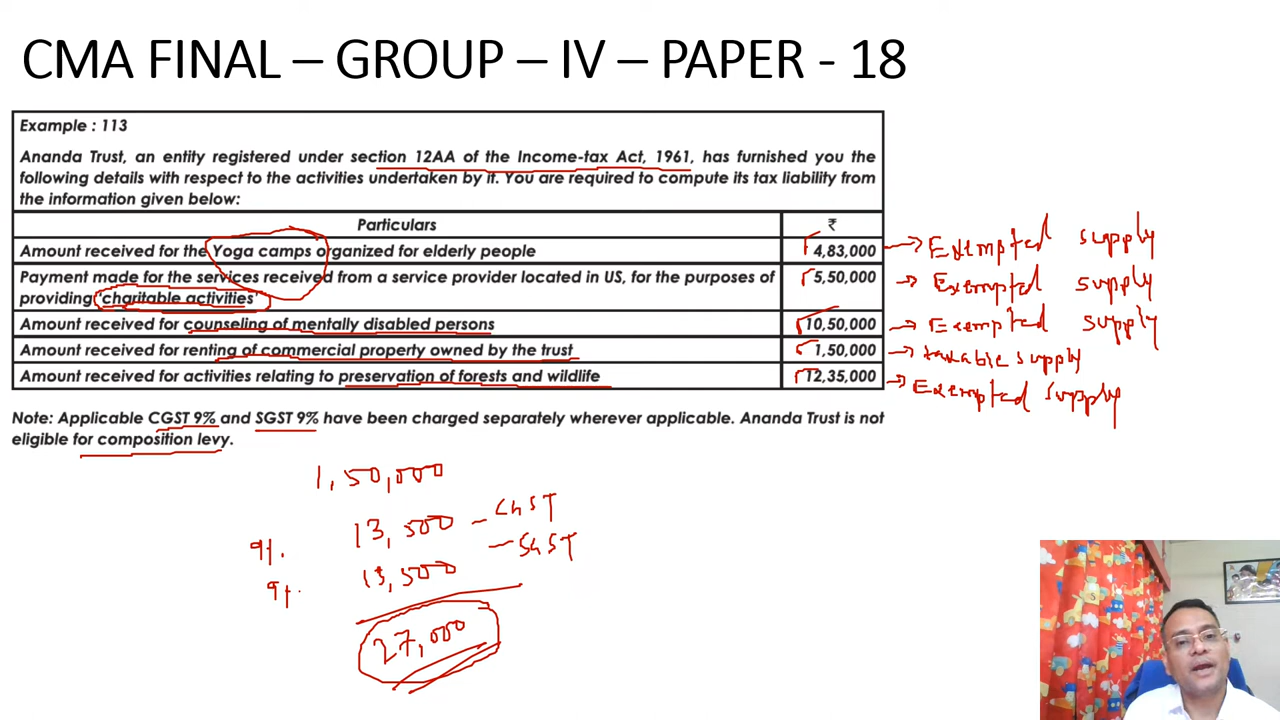 CMA FINAL – GROUP – IV – PAPER - 18
Example : 113
Ananda Trust, an entity registered under section 12AA of the Income-tax Act, 1961, has furnished you the
following details with respect to the activities undertaken by it. You are required to compute its tax liability from
the information given below:
Particulars ₹
Amount received for the Yoga camps organized for elderly people 4,83,000 → Exempted supply
Payment made for the services received from a service provider located in US, for the purposes of 5,50,000 → Exempted supply
providing 'charitable activities'
Amount received for counseling of mentally disabled persons 10,50,000 → Exempted supply
Amount received for renting of commercial property owned by the trust 1,50,000 → taxable supply
Amount received for activities relating to preservation of forests and wildlife 12,35,000 → Exempted supply
Note: Applicable CGST 9% and SGST 9% have been charged separately wherever applicable. Ananda Trust is not
eligible for composition levy.
1,50,000
9%. 13,500 – CGST
9%. 13,500 – SGST
27,000